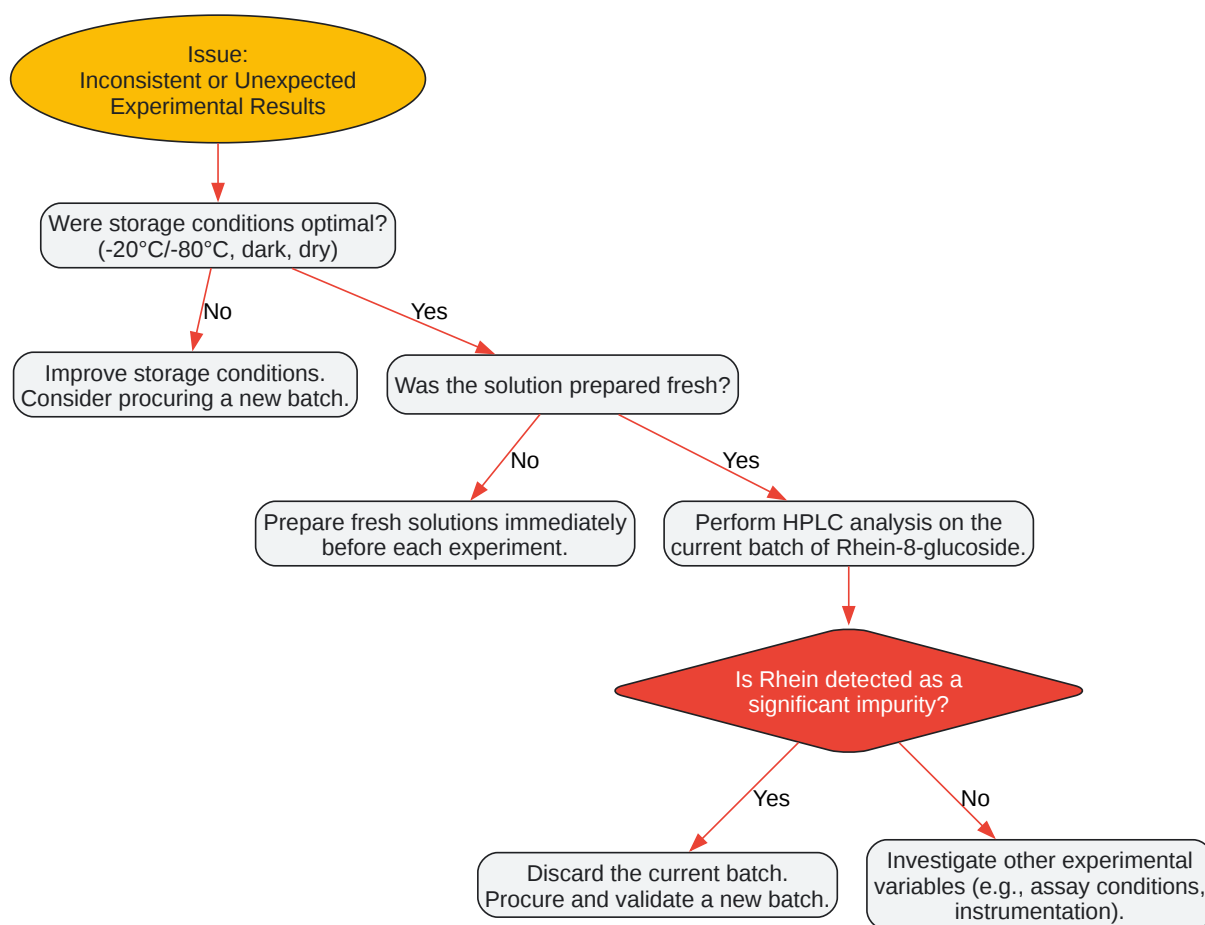 Issue:
Inconsistent or Unexpected
Experimental Results
Were storage conditions optimal?
(-20°C/-80°C, dark, dry)
No
Yes
Improve storage conditions.
Consider procuring a new batch.
Was the solution prepared fresh?
No
Yes
Prepare fresh solutions immediately
before each experiment.
Perform HPLC analysis on the
current batch of Rhein-8-glucoside.
Is Rhein detected as a
significant impurity?
Yes
No
Discard the current batch.
Procure and validate a new batch.
Investigate other experimental
variables (e.g., assay conditions,
instrumentation).